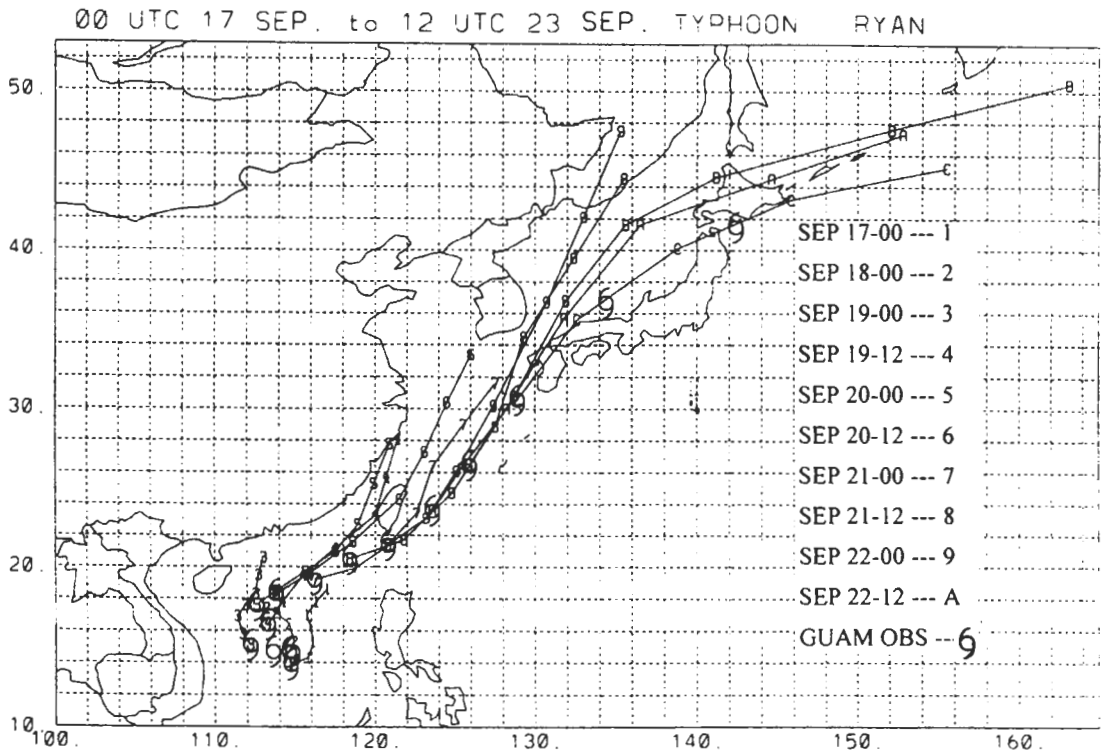 00 UTC 17 SEP. to 12 UTC 23 SEP. TYPHOON RYAN
50.
40.
30.
20.
10.
100. 110. 120. 130. 140. 150. 160.
SEP 17-00 --- 1
SEP 18-00 --- 2
SEP 19-00 --- 3
SEP 19-12 --- 4
SEP 20-00 --- 5
SEP 20-12 --- 6
SEP 21-00 --- 7
SEP 21-12 --- 8
SEP 22-00 --- 9
SEP 22-12 --- A
GUAM OBS ---